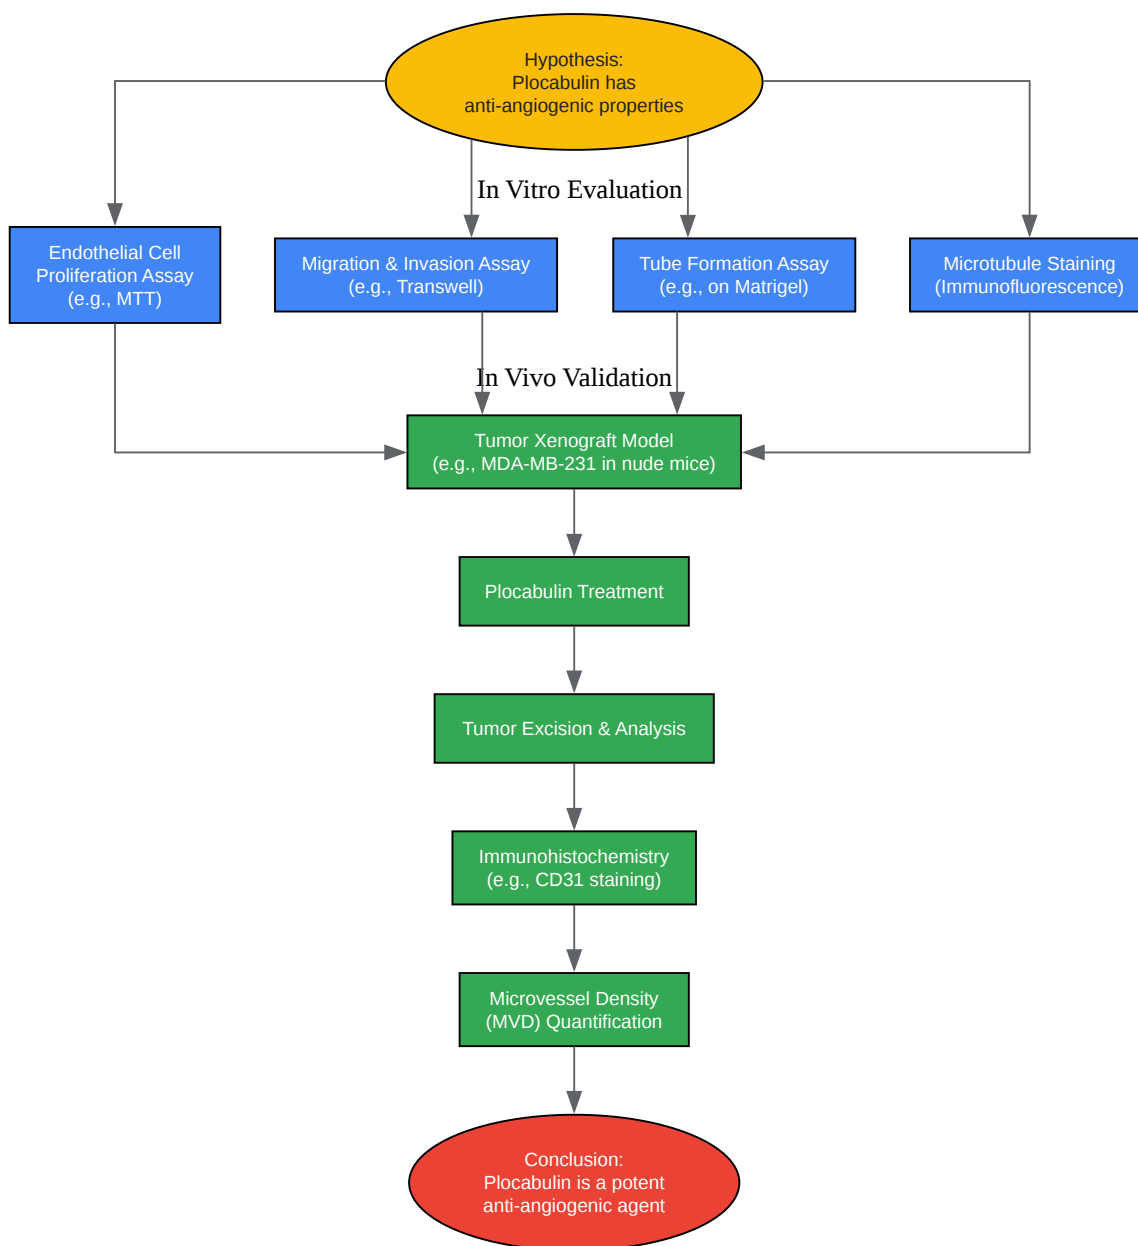 Hypothesis:
Plocabulin has
anti-angiogenic properties
In Vitro Evaluation
Endothelial Cell
Proliferation Assay
(e.g., MTT)
Migration & Invasion Assay
(e.g., Transwell)
Tube Formation Assay
(e.g., on Matrigel)
Microtubule Staining
(Immunofluorescence)
In Vivo Validation
Tumor Xenograft Model
(e.g., MDA-MB-231 in nude mice)
Plocabulin Treatment
Tumor Excision & Analysis
Immunohistochemistry
(e.g., CD31 staining)
Microvessel Density
(MVD) Quantification
Conclusion:
Plocabulin is a potent
anti-angiogenic agent